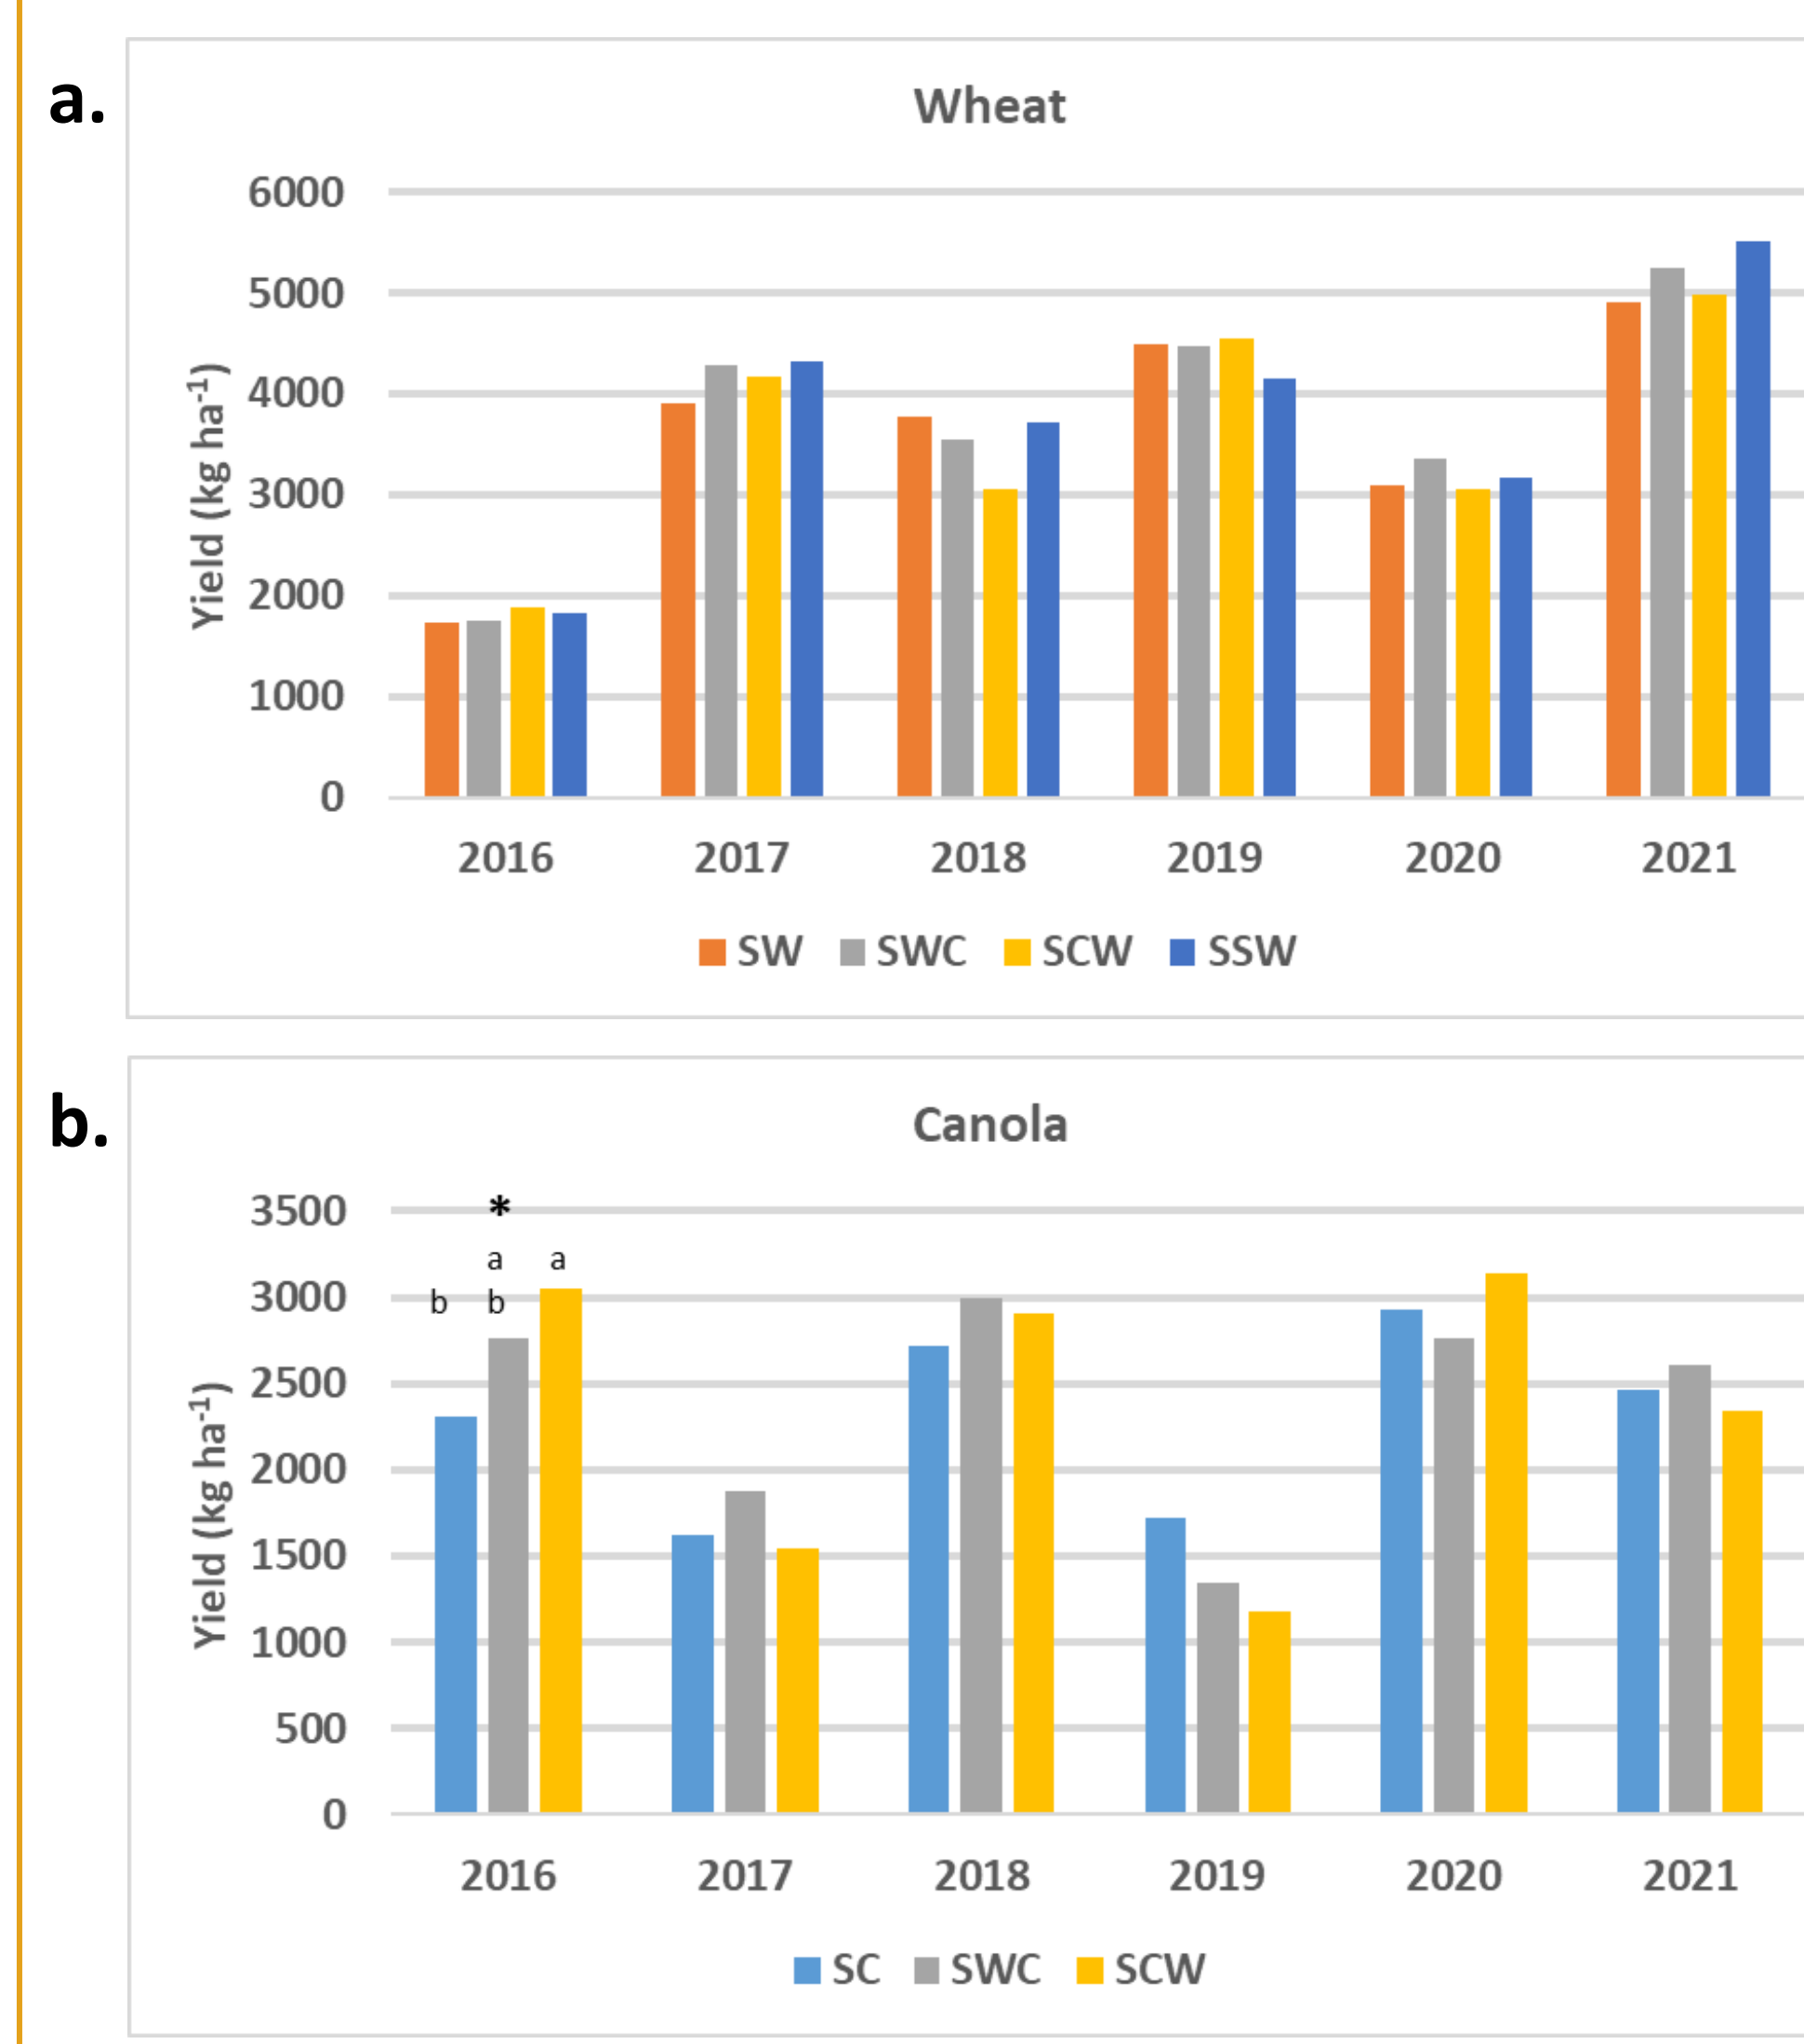 a.
Wheat
6000
5000
4000
3000
2000
1000
0
Yield (kg ha⁻¹)
2016 2017 2018 2019 2020 2021
SW SWC SCW SSW
b.
Canola
3500
3000
2500
2000
1500
1000
500
0
Yield (kg ha⁻¹)
*
a a
b b
2016 2017 2018 2019 2020 2021
SC SWC SCW